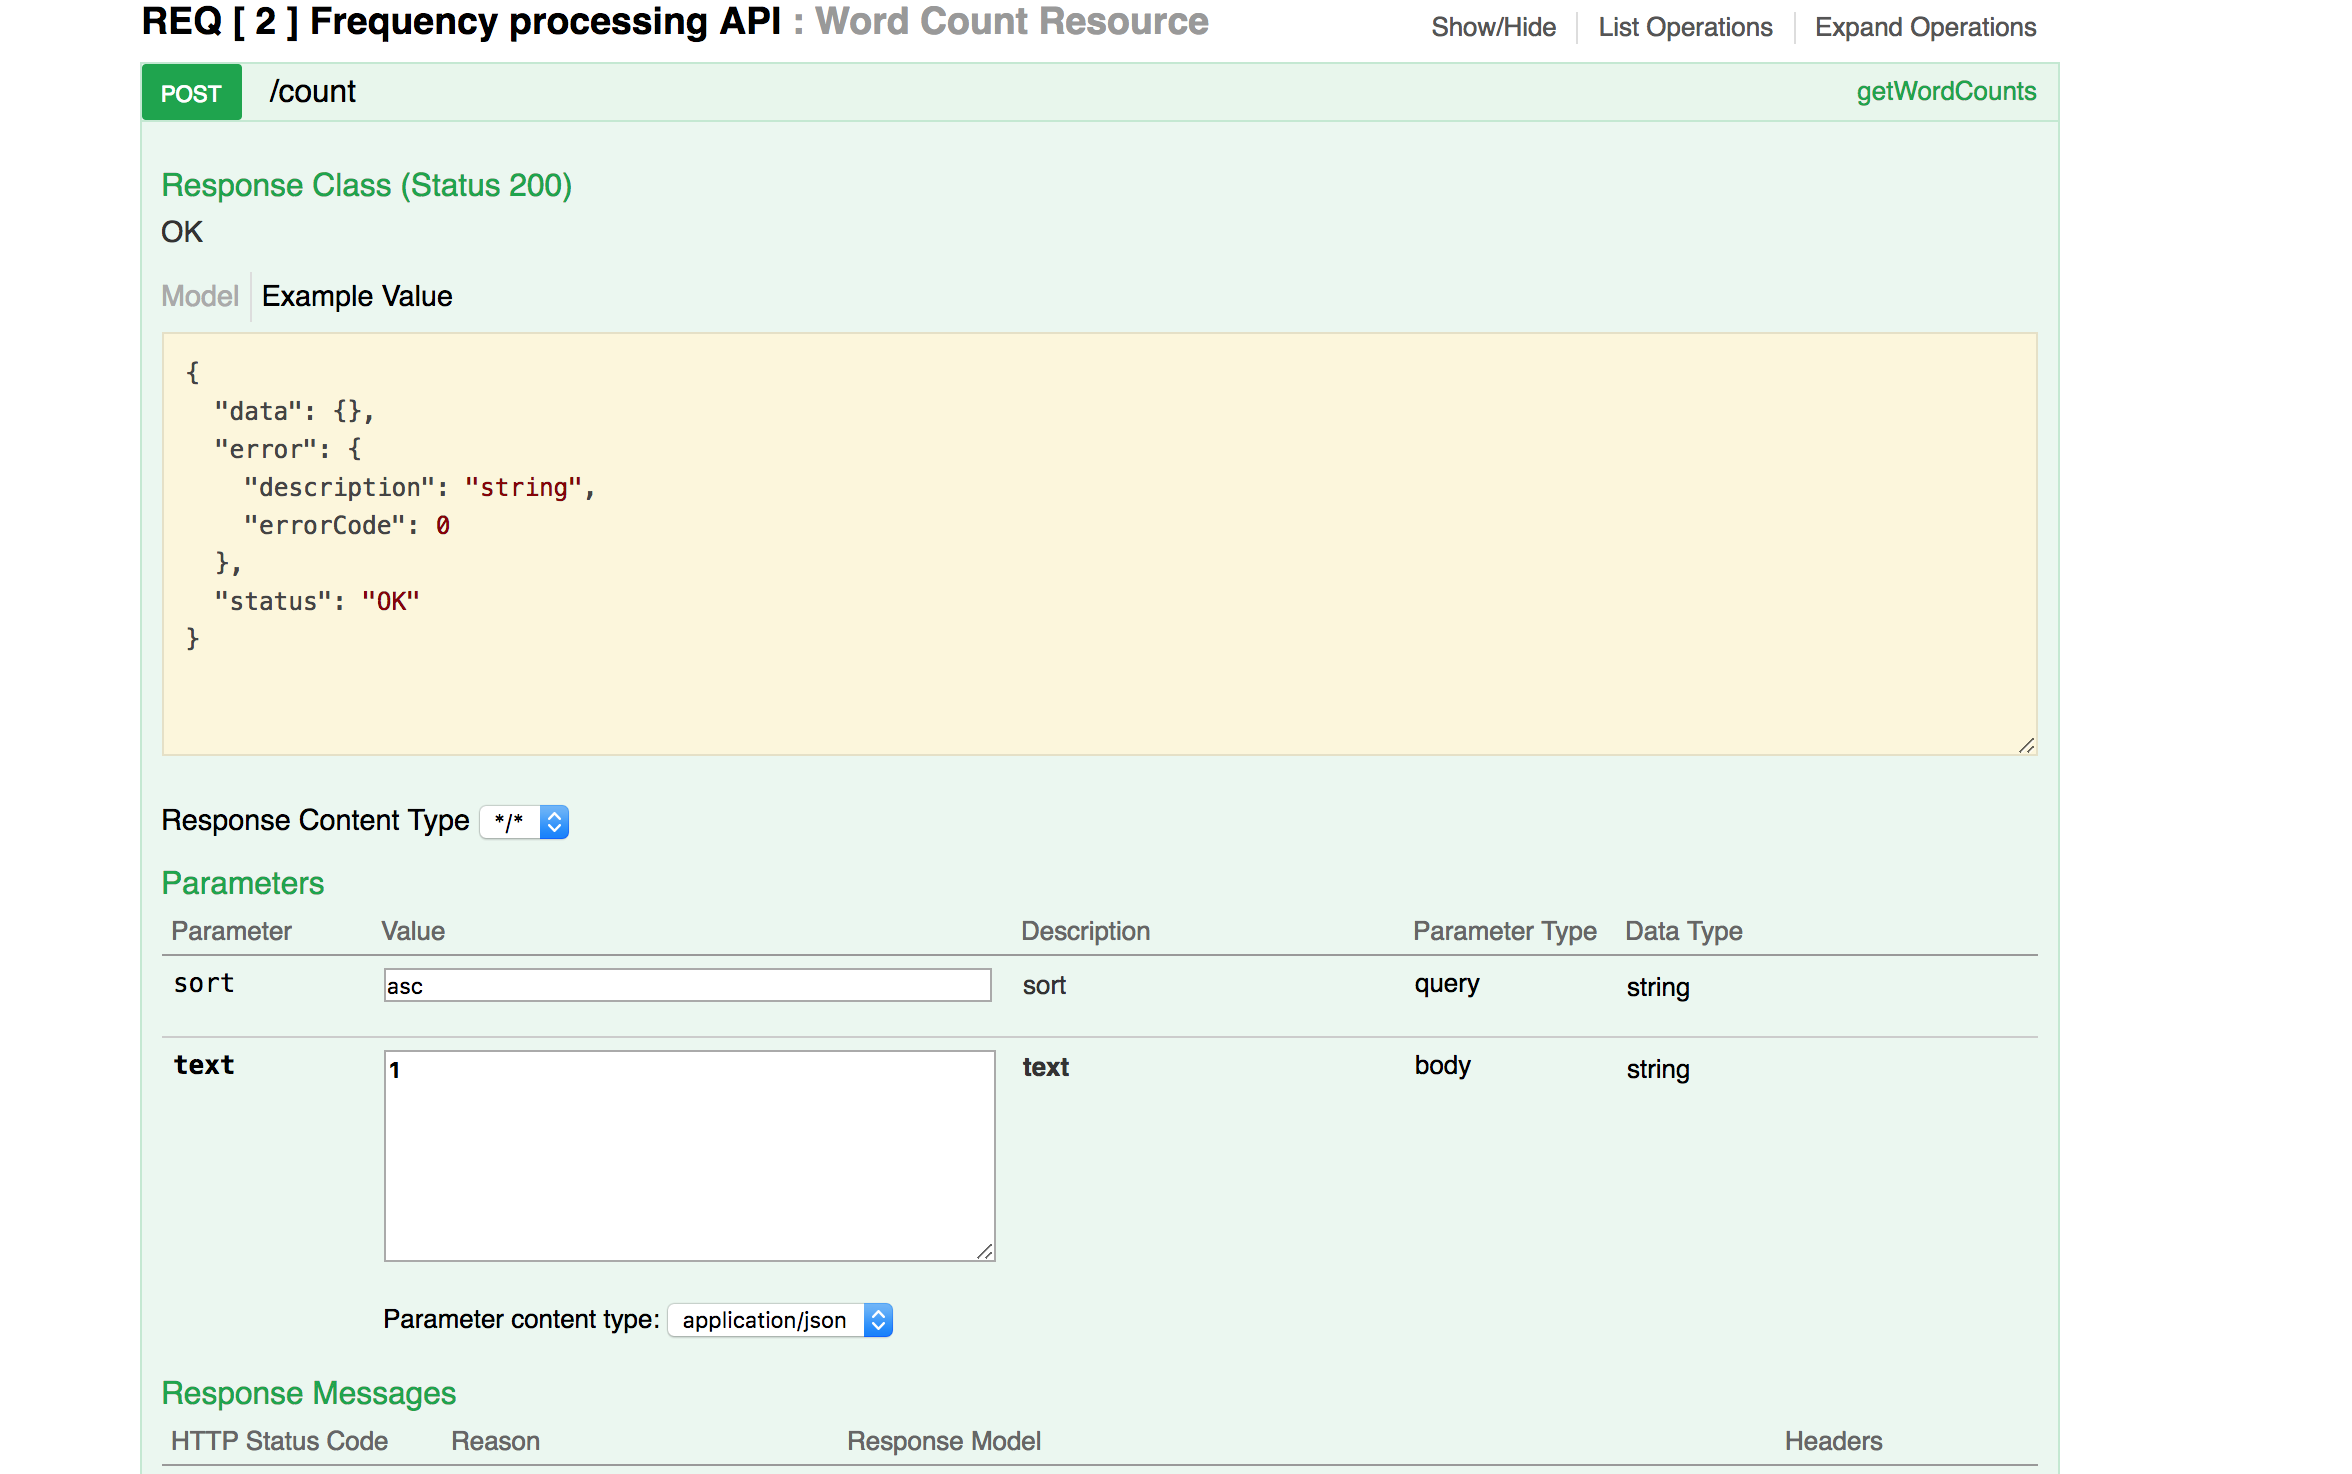 REQ [ 2 ] Frequency processing API : Word Count Resource
Show/Hide List Operations Expand Operations
POST /count getWordCounts
Response Class (Status 200)
OK
Model Example Value
{
"data": {},
"error": {
"description": "string",
"errorCode": 0
},
"status": "OK"
}
Response Content Type */*
Parameters
Parameter Value Description Parameter Type Data Type
sort asc sort query string
text 1 text body string
Parameter content type: application/json
Response Messages
HTTP Status Code Reason Response Model Headers